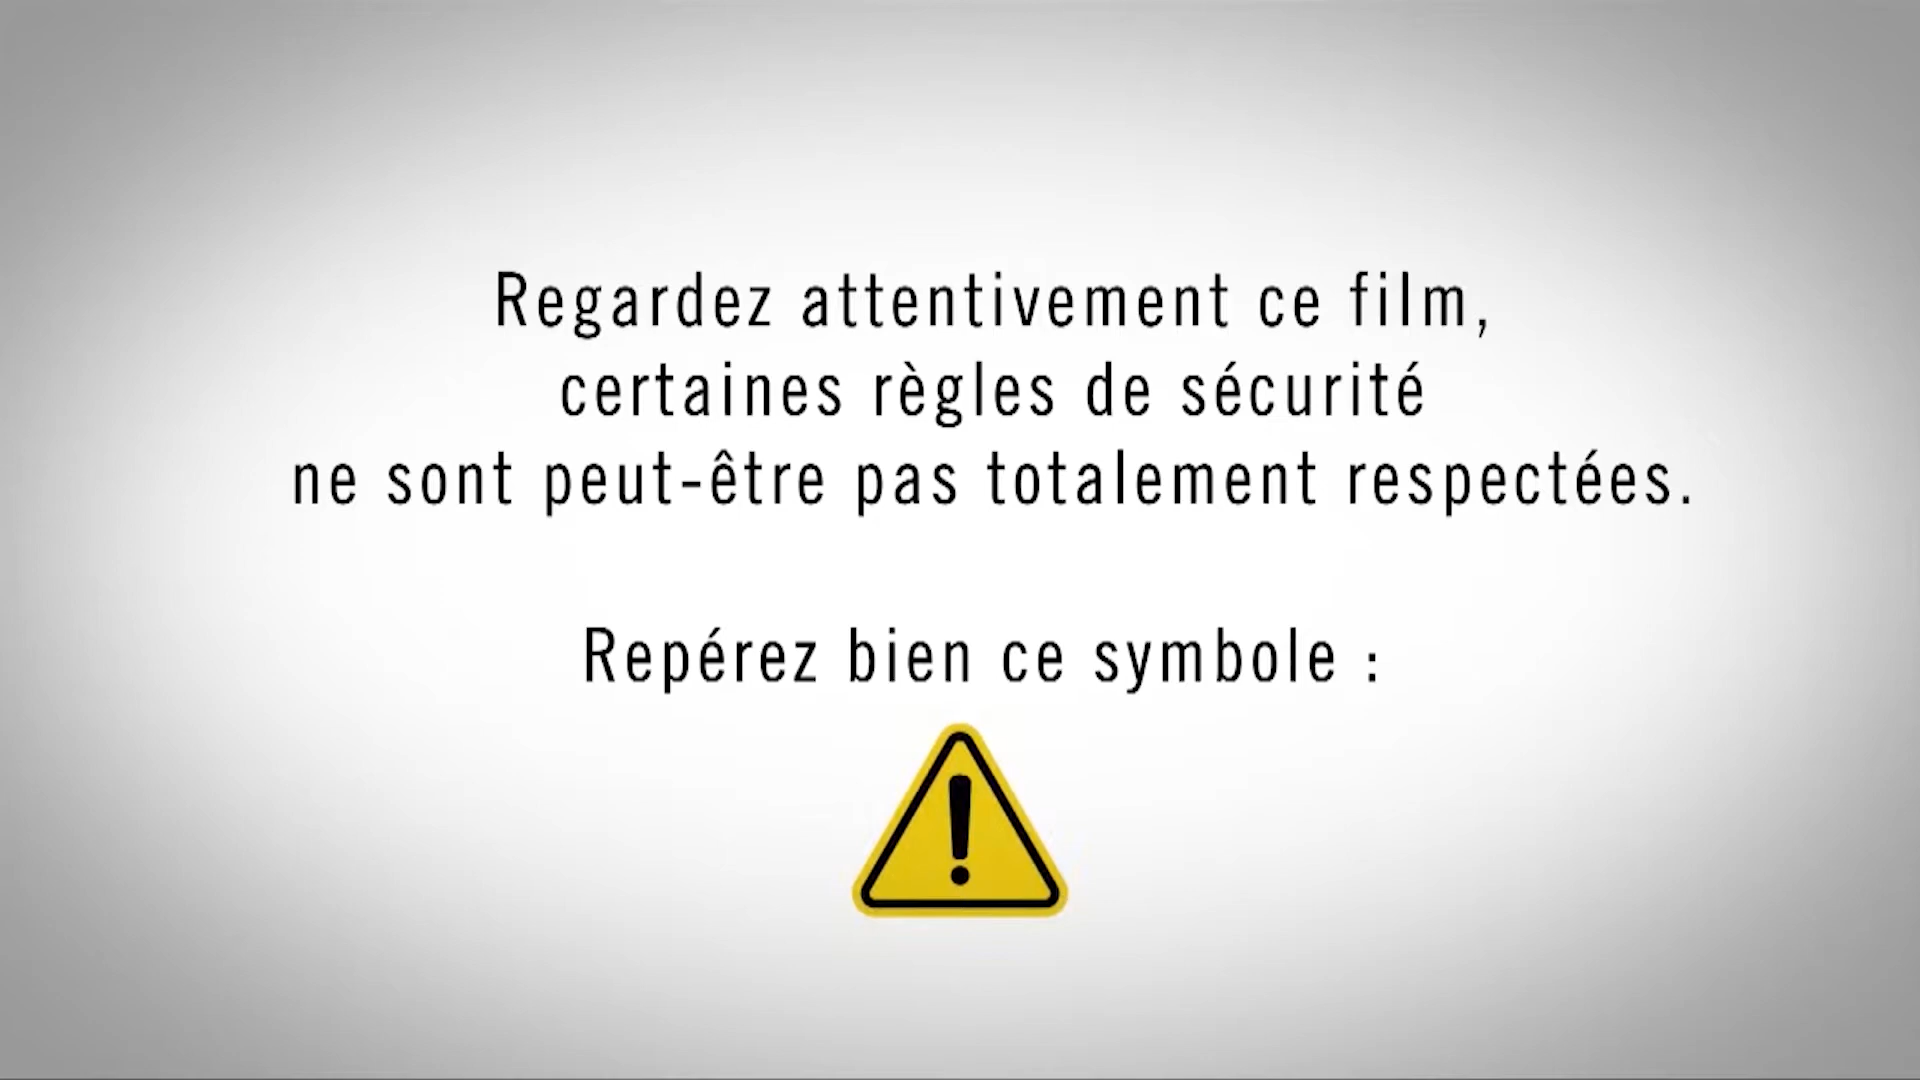 Regardez attentivement ce film,
certaines règles de sécurité
ne sont peut-être pas totalement respectées.
Repérez bien ce symbole :
!